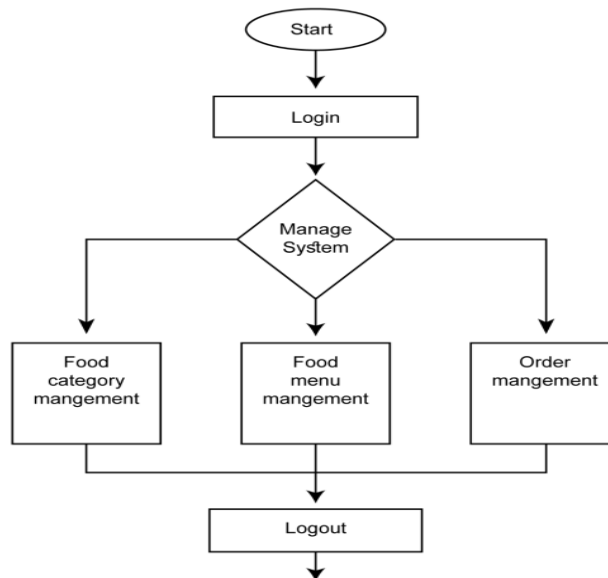 Start
Login
Manage
System
Food
category
mangement
Food
menu
mangement
Order
mangement
Logout